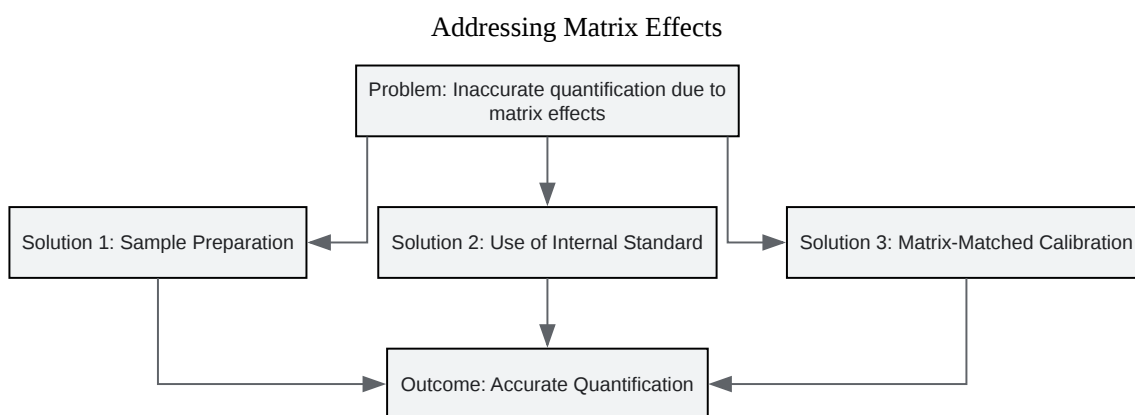 Addressing Matrix Effects
Problem: Inaccurate quantification due to
matrix effects
Solution 1: Sample Preparation
Solution 2: Use of Internal Standard
Solution 3: Matrix-Matched Calibration
Outcome: Accurate Quantification